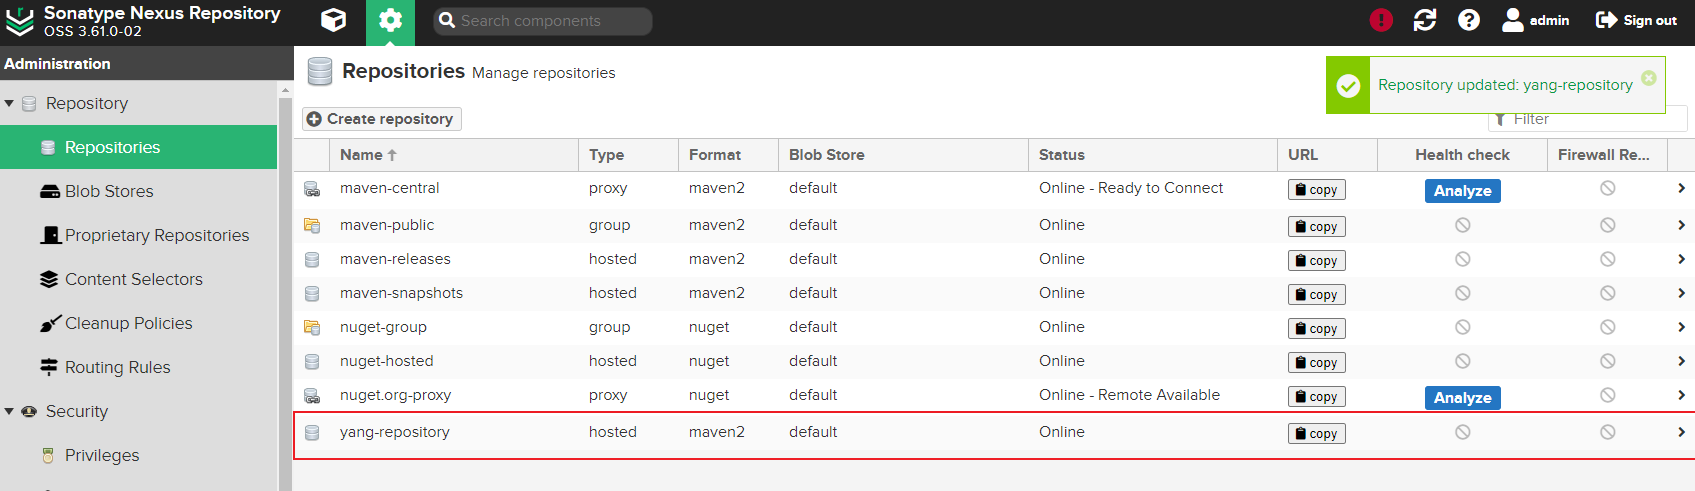 Sonatype Nexus Repository
OSS 3.61.0-02
Search components
admin
Sign out
Administration
Repository
Repositories
Blob Stores
Proprietary Repositories
Content Selectors
Cleanup Policies
Routing Rules
Security
Privileges
Repositories Manage repositories
Repository updated: yang-repository
Create repository
Filter
Name Type Format Blob Store Status URL Health check Firewall Re...
maven-central proxy maven2 default Online - Ready to Connect copy Analyze
maven-public group maven2 default Online copy
maven-releases hosted maven2 default Online copy
maven-snapshots hosted maven2 default Online copy
nuget-group group nuget default Online copy
nuget-hosted hosted nuget default Online copy
nuget.org-proxy proxy nuget default Online - Remote Available copy Analyze
yang-repository hosted maven2 default Online copy